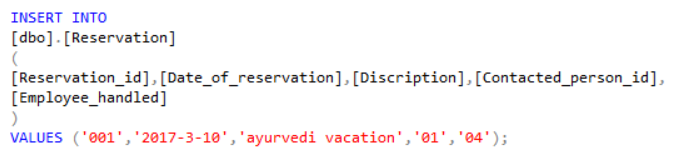 INSERT INTO
[dbo].[Reservation]
(
[Reservation_id],[Date_of_reservation],[Discription],[Contacted_person_id],
[Employee_handled]
)
VALUES ('001','2017-3-10','ayurvedi vacation','01','04');